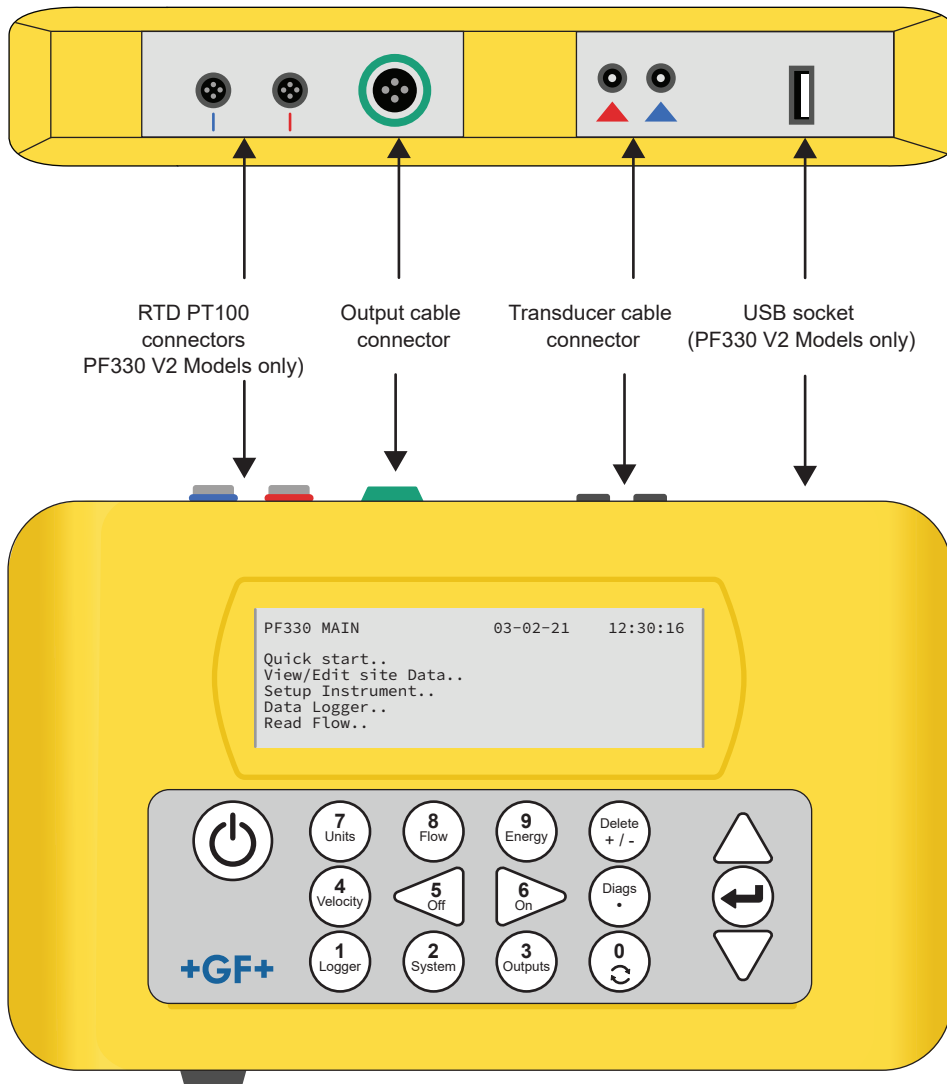 RTD PT100
connectors
PF330 V2 Models only)
Output cable
connector
Transducer cable
connector
USB socket
(PF330 V2 Models only)
PF330 MAIN 03-02-21 12:30:16
Quick start..
View/Edit site Data..
Setup Instrument..
Data Logger..
Read Flow..
7
Units
8
Flow
9
Energy
Delete
+ / -
4
Velocity
5
Off
6
On
Diags
•
1
Logger
2
System
3
Outputs
0
+GF+